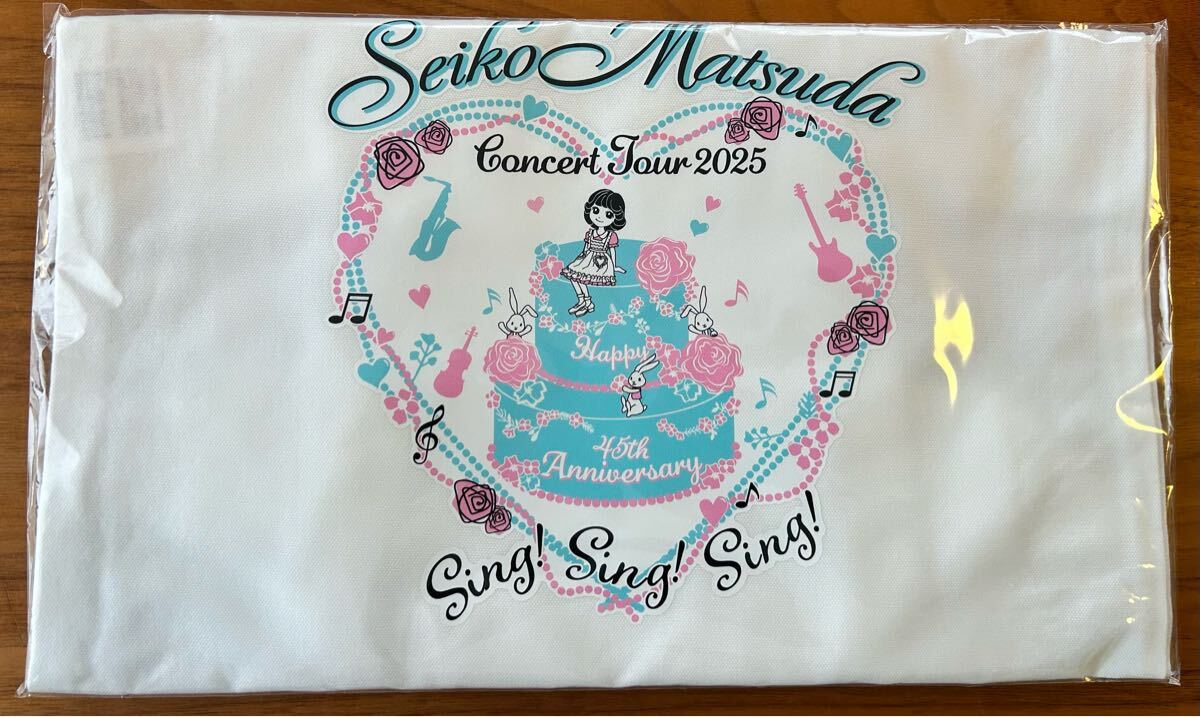 Seiko Matsuda
Concert Tour 2025
Happy
45th
Anniversary
Sing! Sing! Sing!